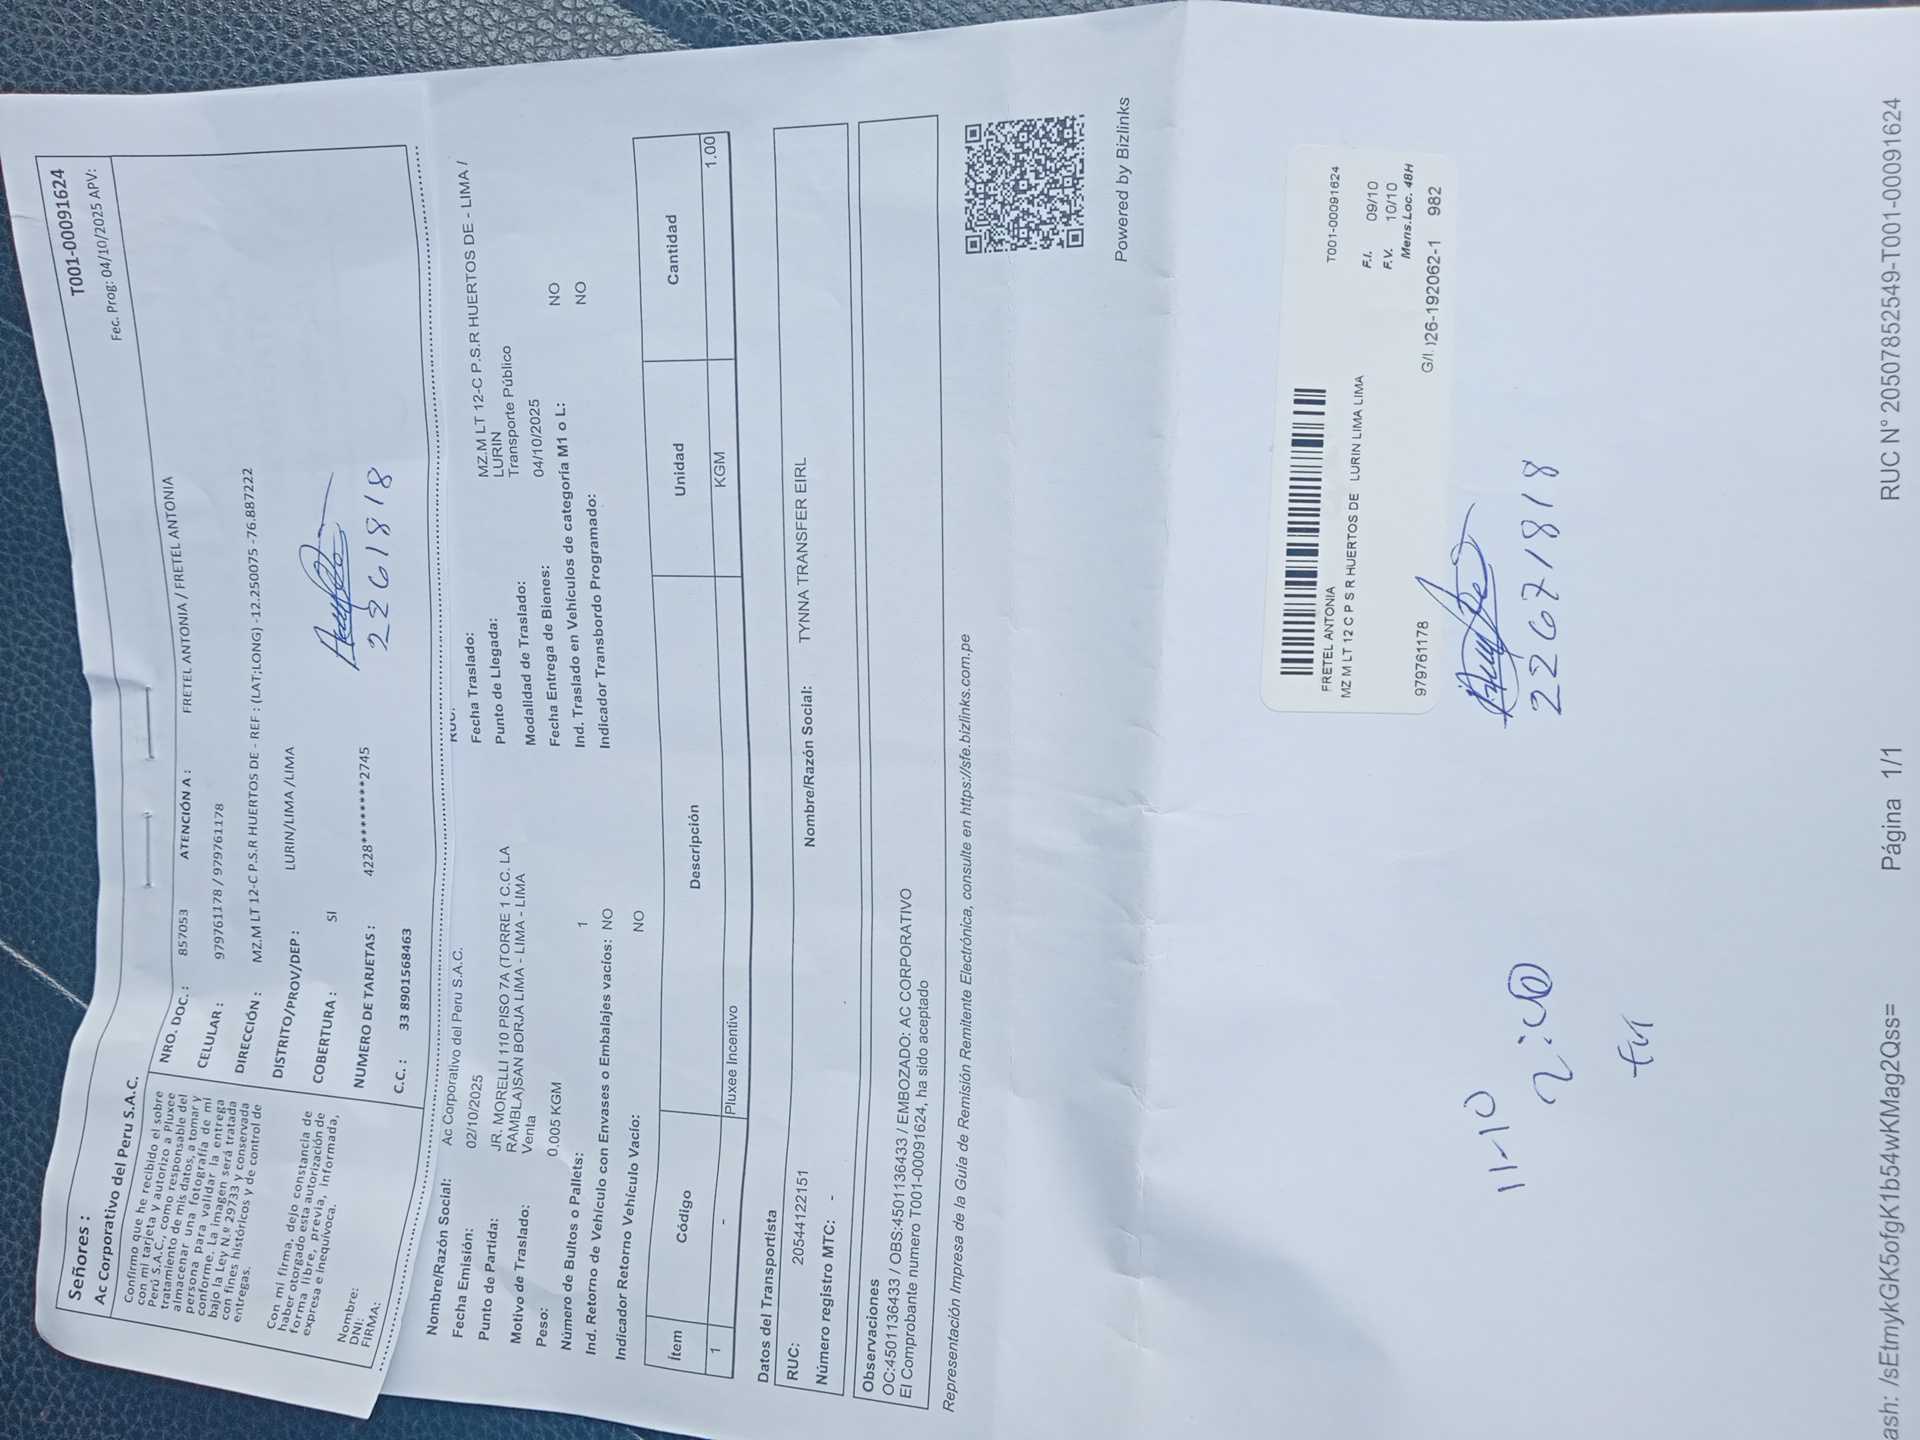 Señores :
T001-00091624
Ac Corporativo del Peru S.A.C.
Fec. Prog: 04/10/2025 APV:
Confirmo que he recibido el sobre
con mi tarjeta y autorizo a Pluxee
Perú S.A.C., como responsable del
tratamiento de mis datos, a tomar y
almacenar una fotografía de mi
persona para validar la entrega
conforme. La imagen será tratada
bajo la Ley N.º 29733 y conservada
con fines históricos y de control de
entregas.
Con mi firma, dejo constancia de
haber otorgado esta autorización de
forma libre, previa, informada,
expresa e inequívoca.
Nombre:
DNI:
FIRMA:
NRO. DOC. : 857053 ATENCIÓN A : FRETEL ANTONIA / FRETEL ANTONIA
CELULAR : 979761178 / 979761178
DIRECCIÓN : MZ.M LT 12-C P.S.R HUERTOS DE - REF : (LAT;LONG) -12.250075 -76.887222
DISTRITO/PROV/DEP : LURIN/LIMA /LIMA
COBERTURA : SI
NUMERO DE TARJETAS : 4228********2745
C.C. : 33 8901568463
2261818
RUC:
Nombre/Razón Social: Ac Corporativo del Peru S.A.C.
Fecha Emisión: 02/10/2025 Fecha Traslado:
Punto de Partida: JR. MORELLI 110 PISO 7A (TORRE 1 C.C. LA
RAMBLA)SAN BORJA LIMA - LIMA - LIMA
Punto de Llegada: MZ.M LT 12-C P.S.R HUERTOS DE - LIMA /
LURIN
Motivo de Traslado: Venta Modalidad de Traslado: Transporte Público
Peso: 0.005 KGM Fecha Entrega de Bienes: 04/10/2025
Número de Bultos o Pallets: 1 Ind. Traslado en Vehículos de categoría M1 o L: NO
Ind. Retorno de Vehículo con Envases o Embalajes vacíos: NO Indicador Transbordo Programado: NO
Indicador Retorno Vehículo Vacío: NO
Ítem Código Descripción Unidad Cantidad
1 - Pluxee Incentivo KGM 1.00
Datos del Transportista
RUC: 20544122151 Nombre/Razón Social: TYNNA TRANSFER EIRL
Número registro MTC: -
Observaciones
OC:4501136433 / OBS:4501136433 / EMBOZADO: AC CORPORATIVO
El Comprobante numero T001-00091624, ha sido aceptado
Representación Impresa de la Guía de Remisión Remitente Electrónica, consulte en https://sfe.bizlinks.com.pe
Powered by Bizlinks
T001-00091624
FRETEL ANTONIA
MZ M LT 12 C P S R HUERTOS DE LURIN LIMA LIMA
F.I. 09/10
F.V. 10/10
Mens.Loc. 48H
979761178
G/I. 126-192062-1 982
22671818
11-10
ash: /sEtmykGK5ofgK1b54wKMag2Qss= Página 1/1 RUC N° 20507852549-T001-00091624